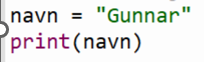 navn = "Gunnar"
print(navn)